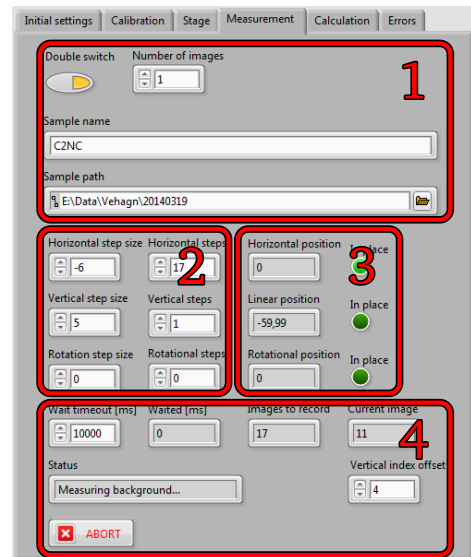 Initial settings Calibration Stage Measurement Calculation Errors
Double switch Number of images
1
1
Sample name
C2NC
Sample path
E:\Data\Vehagn\20140319
Horizontal step size Horizontal steps Horizontal position In place
-6 17 0
2 3
Vertical step size Vertical steps Linear position In place
5 1 -59,99
Rotation step size Rotational steps Rotational position In place
0 0 0
Wait timeout [ms] Waited [ms] Images to record Current image
10000 0 17 11
4
Status Vertical index offset
Measuring background... 4
ABORT